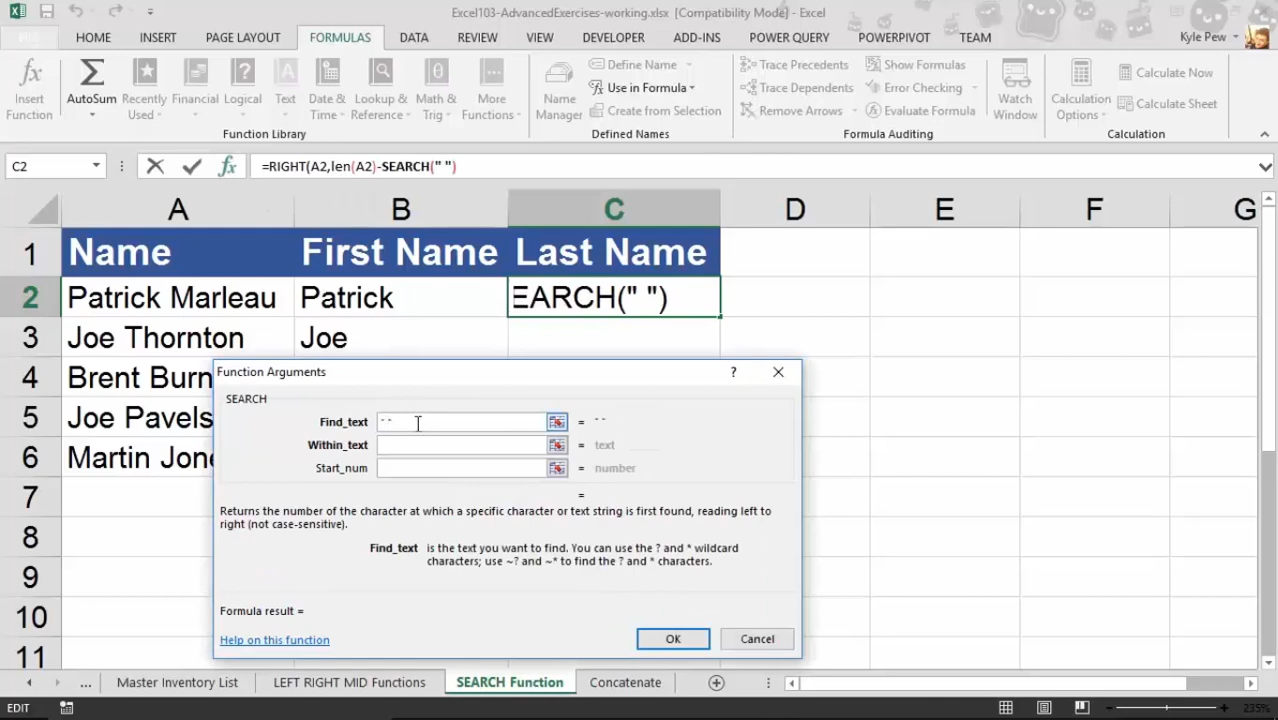 Excel103-AdvancedExercises-working.xlsx [Compatibility Mode] - Excel
HOME INSERT PAGE LAYOUT FORMULAS DATA REVIEW VIEW DEVELOPER ADD-INS POWER QUERY POWERPIVOT TEAM Kyle Pew
Insert Function
AutoSum
Recently Used
Financial
Logical
Text
Date & Time
Lookup & Reference
Math & Trig
More Functions
Function Library
Name Manager
Define Name
Use in Formula
Create from Selection
Defined Names
Trace Precedents
Trace Dependents
Remove Arrows
Show Formulas
Error Checking
Evaluate Formula
Watch Window
Formula Auditing
Calculation Options
Calculate Now
Calculate Sheet
Calculation
C2 fx =RIGHT(A2,len(A2)-SEARCH(" ")
A B C D E F G
1 Name First Name Last Name
2 Patrick Marleau Patrick EARCH(" ")
3 Joe Thornton Joe
4 Brent Burn
5 Joe Pavels
6 Martin Jone
7
8
9
10
11
Function Arguments ?
SEARCH
Find_text " " = " "
Within_text = text
Start_num = number
=
Returns the number of the character at which a specific character or text string is first found, reading left to
right (not case-sensitive).
Find_text is the text you want to find. You can use the ? and * wildcard
characters; use ~? and ~* to find the ? and * characters.
Formula result =
Help on this function OK Cancel
... Master Inventory List LEFT RIGHT MID Functions SEARCH Function Concatenate
EDIT 235%